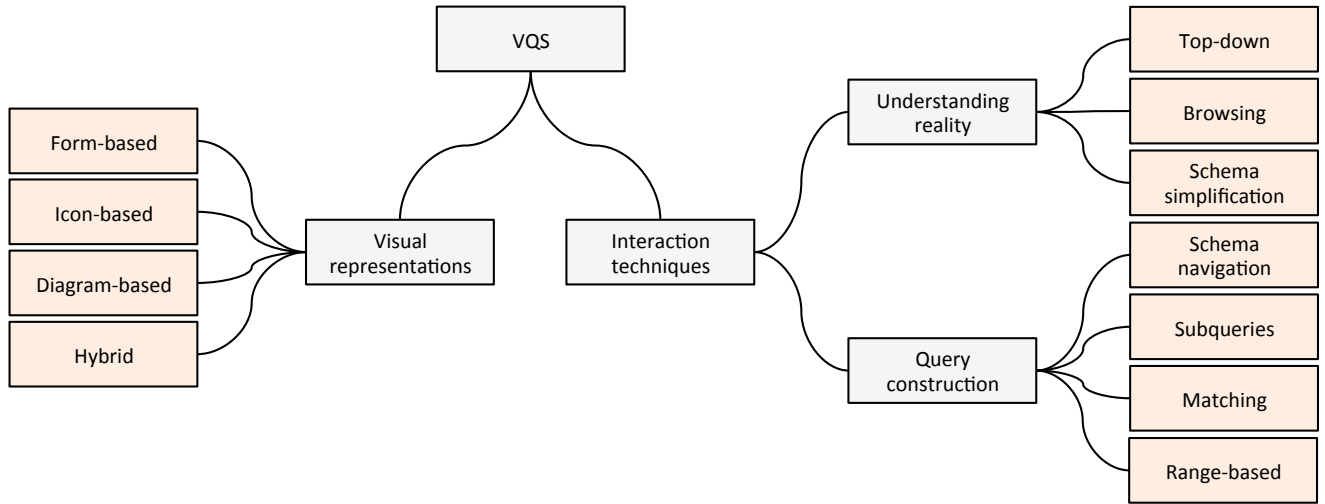 VQS
Form-based
Icon-based
Diagram-based
Hybrid
Visual
representations
Interaction
techniques
Understanding
reality
Top-down
Browsing
Schema
simplification
Query
construction
Schema
navigation
Subqueries
Matching
Range-based